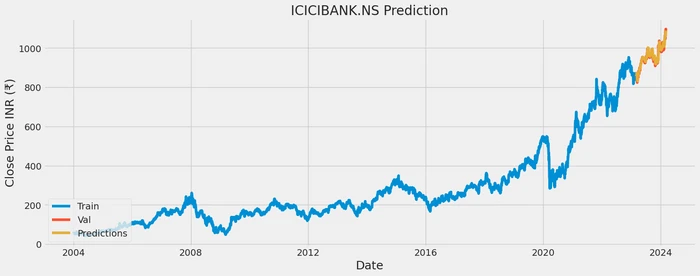 ICICIBANK.NS Prediction
Close Price INR (₹)
1000
800
600
400
200
0
Train
Val
Predictions
2004
2008
2012
2016
2020
2024
Date